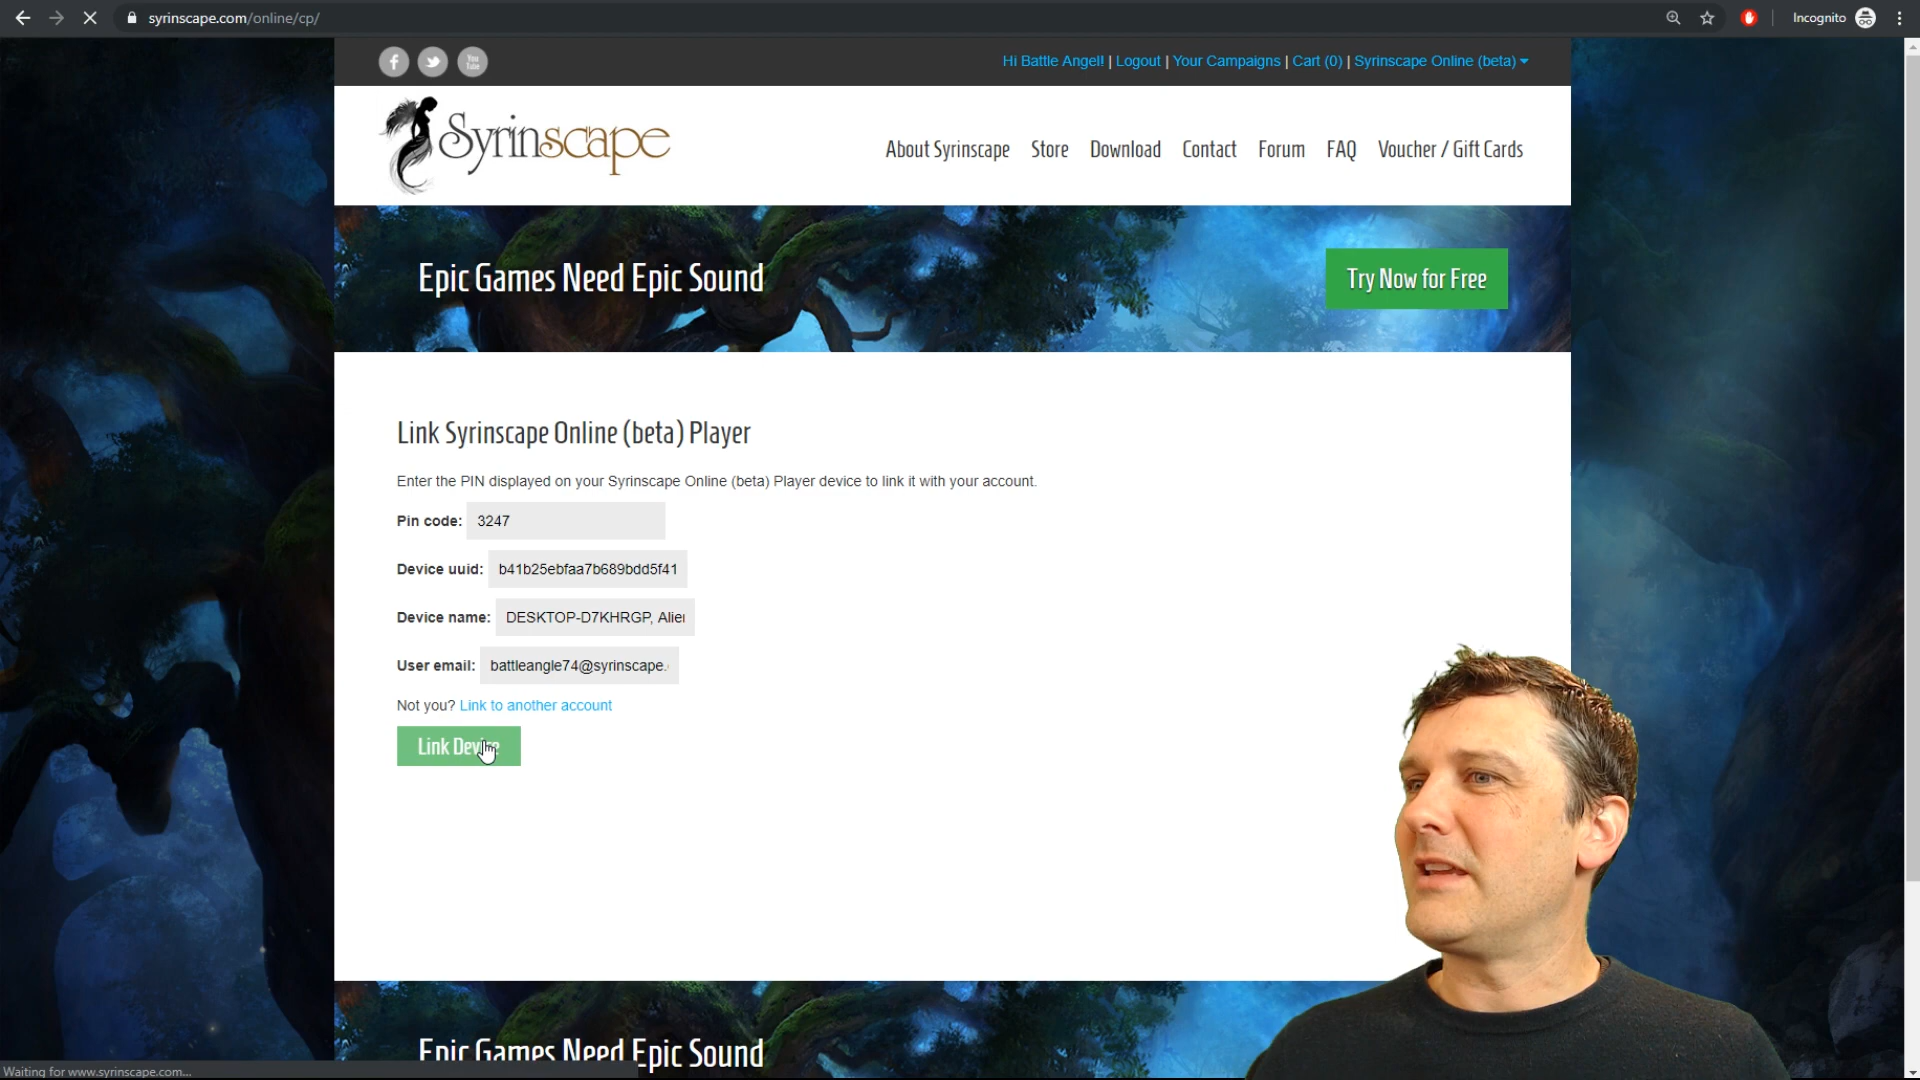 syrinscape.com/online/cp/
Incognito
Hi Battle Angel! | Logout | Your Campaigns | Cart (0) | Syrinscape Online (beta)
You
Tube
Syrinscape
About Syrinscape Store Download Contact Forum FAQ Voucher / Gift Cards
Epic Games Need Epic Sound
Try Now for Free
Link Syrinscape Online (beta) Player
Enter the PIN displayed on your Syrinscape Online (beta) Player device to link it with your account.
Pin code: 3247
Device uuid: b41b25ebfaa7b689bdd5f41
Device name: DESKTOP-D7KHRGP, Alie
User email: battleangle74@syrinscape.
Not you? Link to another account
Link Device
Epic Games Need Epic Sound
Waiting for www.syrinscape.com...